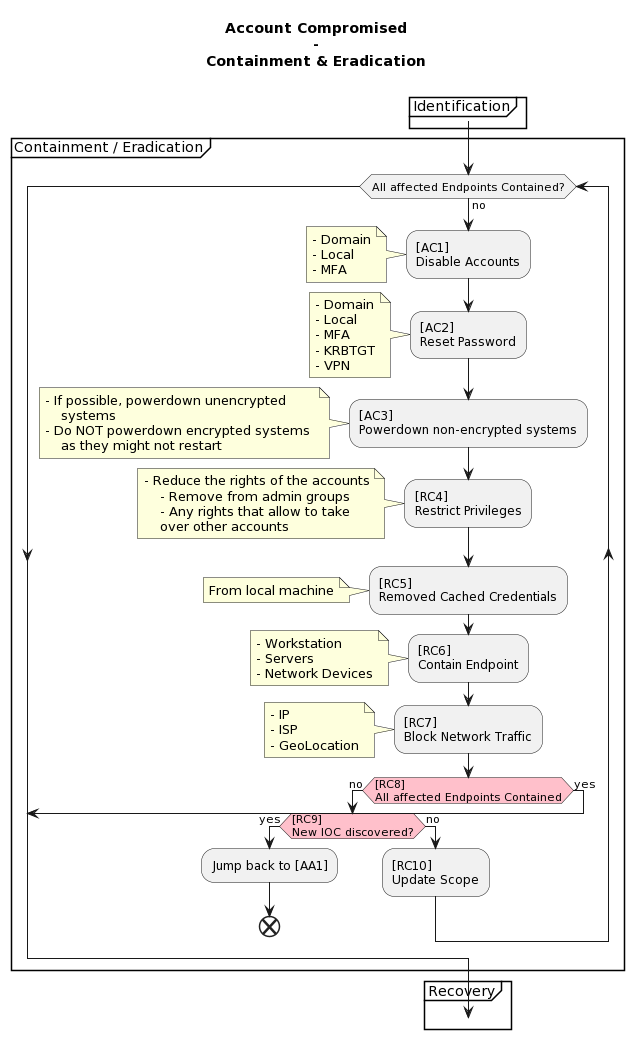 Account Compromised
-
Containment & Eradication
Identification
Containment / Eradication
All affected Endpoints Contained?
no
- Domain
- Local
- MFA
[AC1]
Disable Accounts
- Domain
- Local
- MFA
- KRBTGT
- VPN
[AC2]
Reset Password
- If possible, powerdown unencrypted
systems
- Do NOT powerdown encrypted systems
as they might not restart
[AC3]
Powerdown non-encrypted systems
- Reduce the rights of the accounts
- Remove from admin groups
- Any rights that allow to take
over other accounts
[RC4]
Restrict Privileges
From local machine
[RC5]
Removed Cached Credentials
- Workstation
- Servers
- Network Devices
[RC6]
Contain Endpoint
- IP
- ISP
- GeoLocation
[RC7]
Block Network Traffic
no
[RC8]
All affected Endpoints Contained
yes
yes
[RC9]
New IOC discovered?
no
Jump back to [AA1]
[RC10]
Update Scope
Recovery